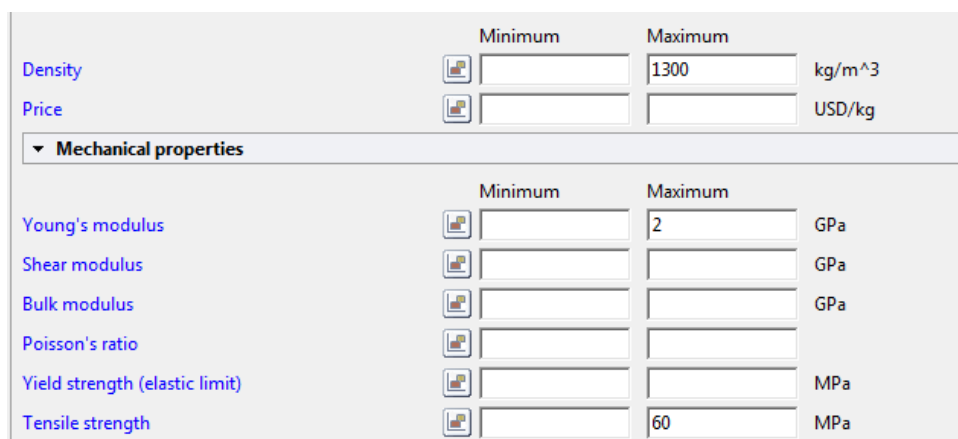 Minimum Maximum
Density 1300 kg/m^3
Price USD/kg
Mechanical properties
Minimum Maximum
Young's modulus 2 GPa
Shear modulus GPa
Bulk modulus GPa
Poisson's ratio
Yield strength (elastic limit) MPa
Tensile strength 60 MPa